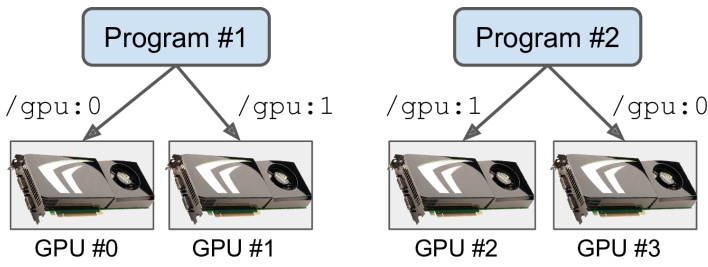 Program #1
Program #2
/gpu:0
/gpu:1
/gpu:1
/gpu:0
GPU #0
GPU #1
GPU #2
GPU #3